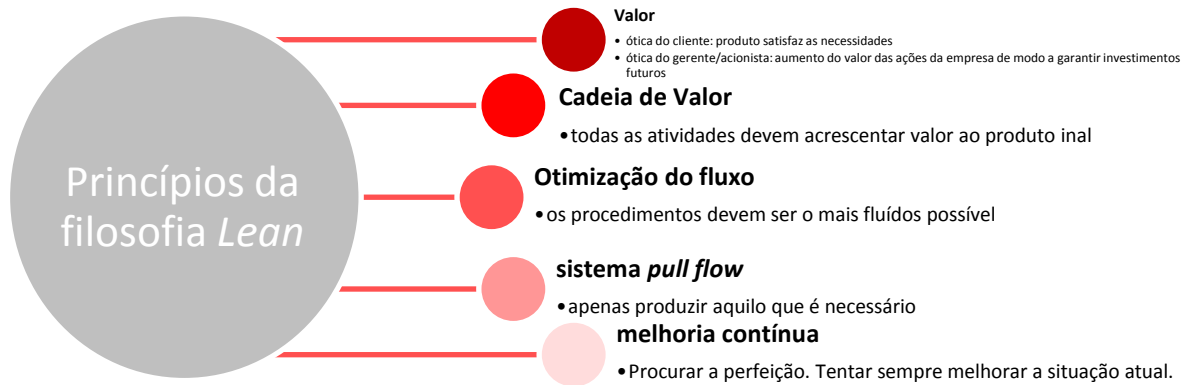 Princípios da
filosofia Lean
Valor
• ótica do cliente: produto satisfaz as necessidades
• ótica do gerente/acionista: aumento do valor das ações da empresa de modo a garantir investimentos
futuros
Cadeia de Valor
•todas as atividades devem acrescentar valor ao produto inal
Otimização do fluxo
•os procedimentos devem ser o mais fluídos possível
sistema pull flow
•apenas produzir aquilo que é necessário
melhoria contínua
•Procurar a perfeição. Tentar sempre melhorar a situação atual.